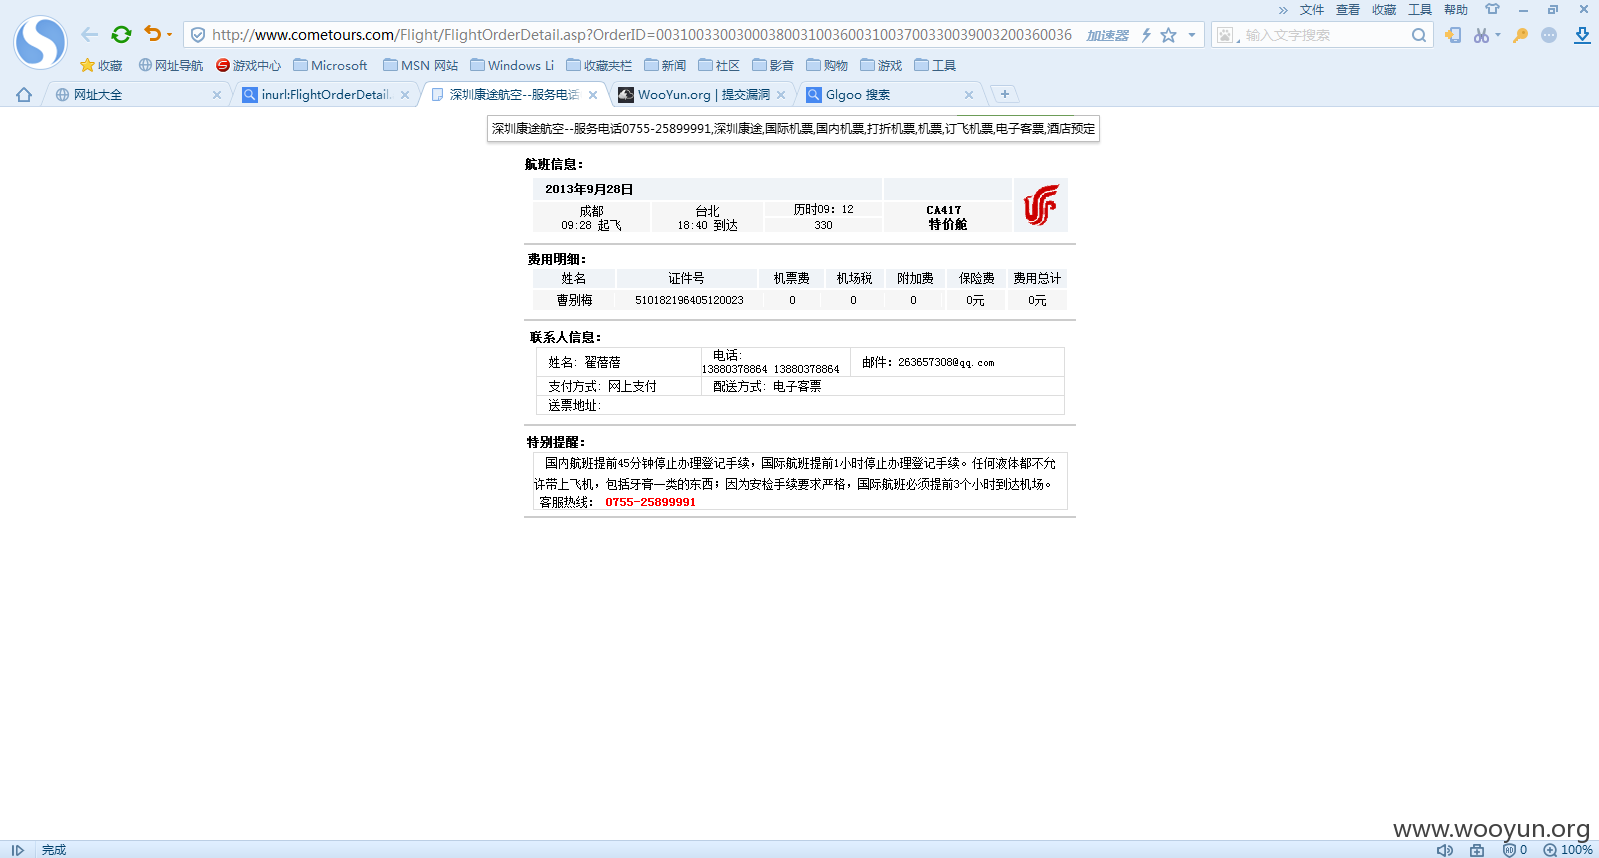 » 文件 查看 收藏 工具 帮助
http://www.cometours.com/Flight/FlightOrderDetail.asp?OrderID=003100330030003800310036003100370033003900320036​0036 加速器 输入文字搜索
收藏 网址导航 游戏中心 Microsoft MSN 网站 Windows Li 收藏夹栏 新闻 社区 影音 购物 游戏 工具
网址大全 inurl:FlightOrderDetail. 深圳康途航空--服务电话 WooYun.org | 提交漏洞 Glgoo 搜索
深圳康途航空--服务电话0755-25899991,深圳康途,国际机票,国内机票,打折机票,机票,订飞机票,电子客票,酒店预定
航班信息：
2013年9月28日
成都 台北 历时09: 12 CA417
09:28 起飞 18:40 到达 330 特价舱
费用明细：
姓名 证件号 机票费 机场税 附加费 保险费 费用总计
曹别梅 510182196405120023 0 0 0 0元 0元
联系人信息：
姓名: 翟蓓蓓 电话: 13880378864 13880378864 邮件: 263657308@qq.com
支付方式: 网上支付 配送方式: 电子客票
送票地址:
特别提醒：
国内航班提前45分钟停止办理登记手续，国际航班提前1小时停止办理登记手续。任何液体都不允
许带上飞机，包括牙膏一类的东西；因为安检手续要求严格，国际航班必须提前3个小时到达机场。
客服热线： 0755-25899991
www.wooyun.org
完成 0 100%